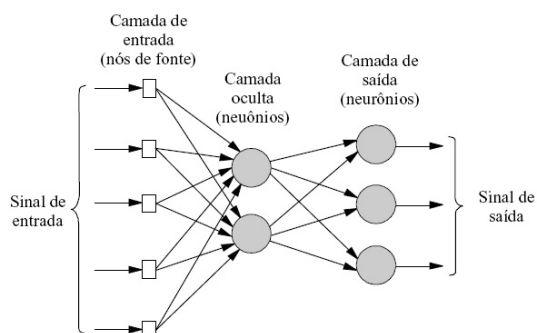 Camada de
entrada
(nós de fonte)
Camada
oculta
(neuônios)
Camada de
saída
(neurônios)
Sinal de
entrada
Sinal de
saída